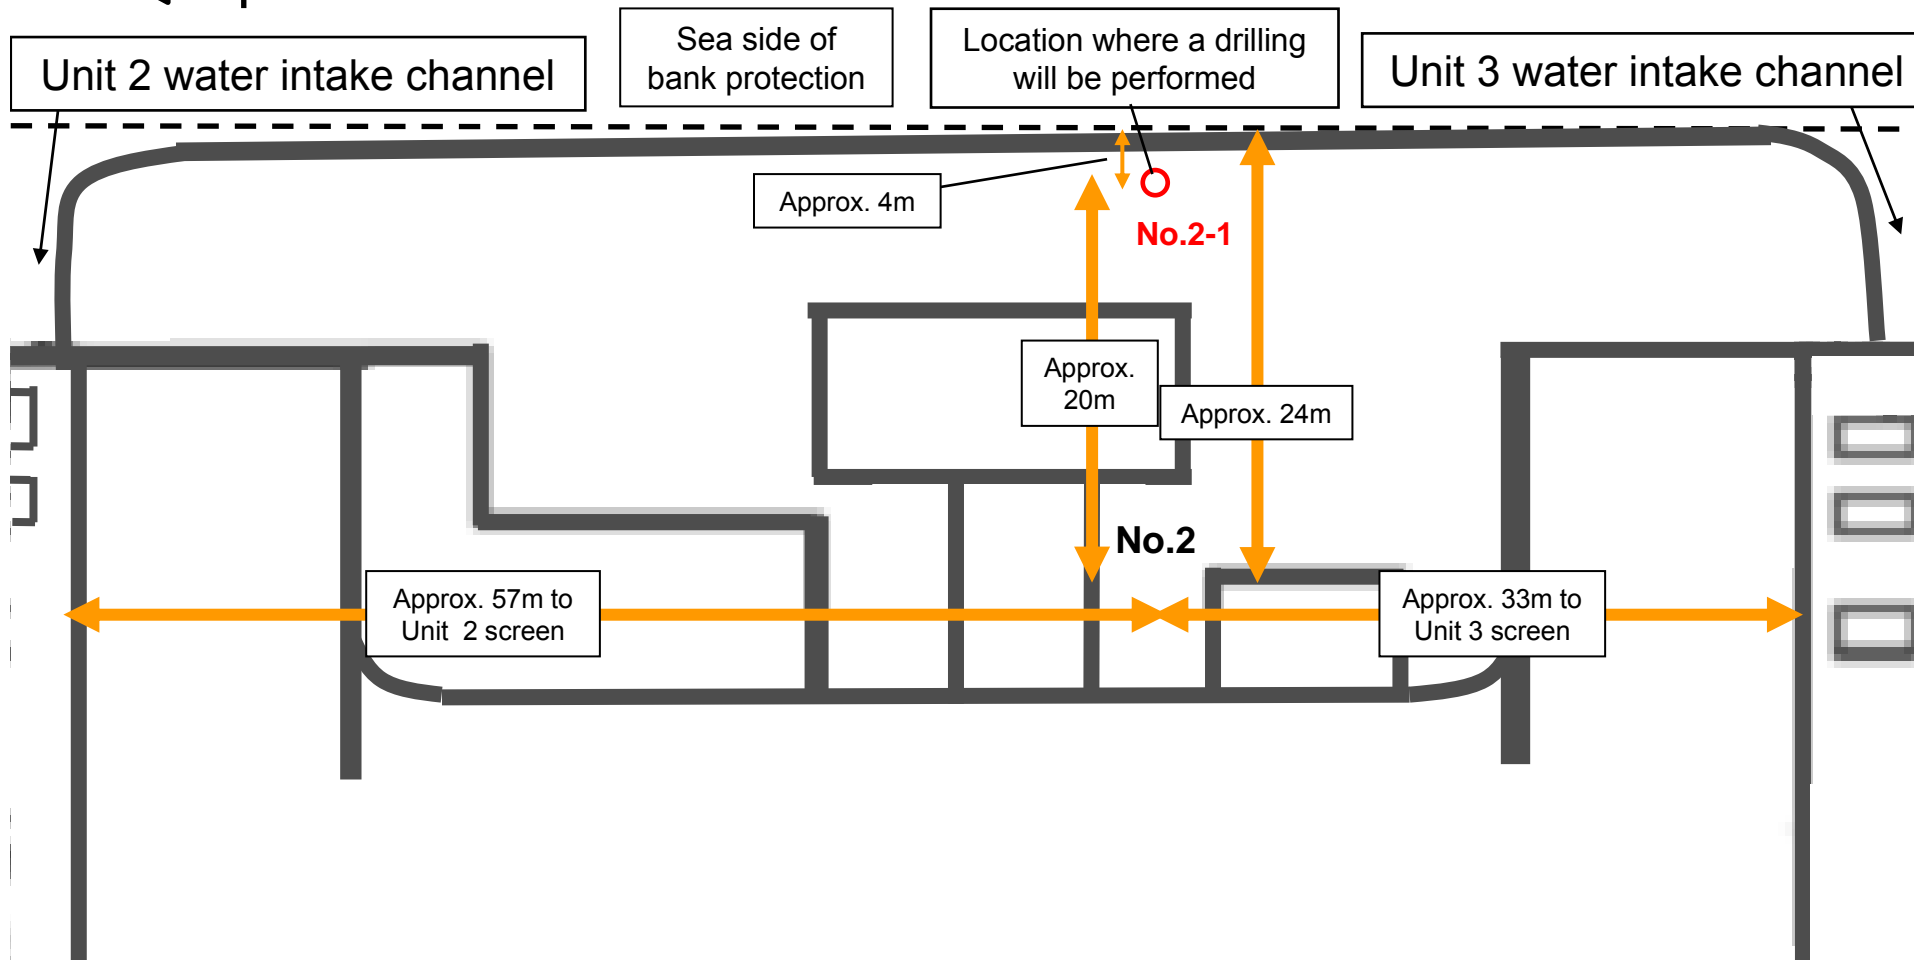 Unit 2 water intake channel
Sea side of
bank protection
Location where a drilling
will be performed
Unit 3 water intake channel
Approx. 4m
No.2-1
Approx.
20m
Approx. 24m
No.2
Approx. 57m to
Unit 2 screen
Approx. 33m to
Unit 3 screen